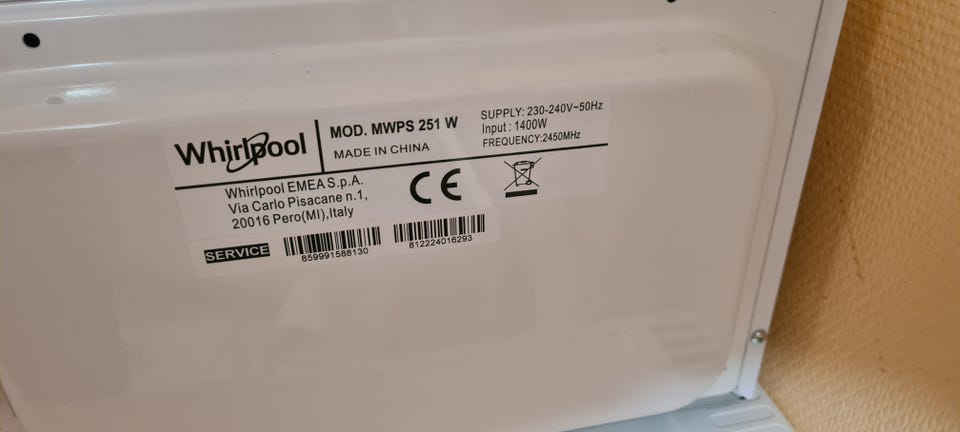 Whirlpool
MOD. MWPS 251 W
MADE IN CHINA
SUPPLY: 230-240V~50Hz
Input : 1400W
FREQUENCY:2450MHz
Whirlpool EMEA S.p.A.
Via Carlo Pisacane n.1,
20016 Pero(MI),Italy
CE
SERVICE
859991588130
812224016293